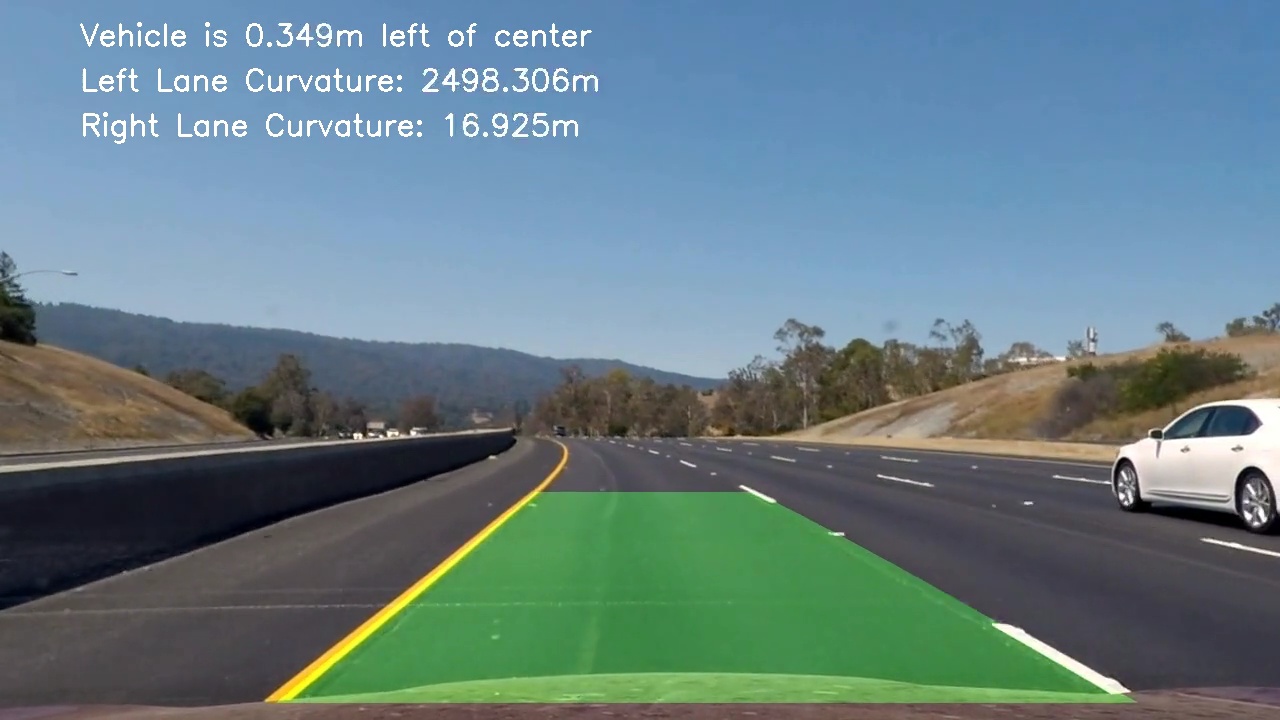 Vehicle is 0.349m left of center
Left Lane Curvature: 2498.306m
Right Lane Curvature: 16.925m